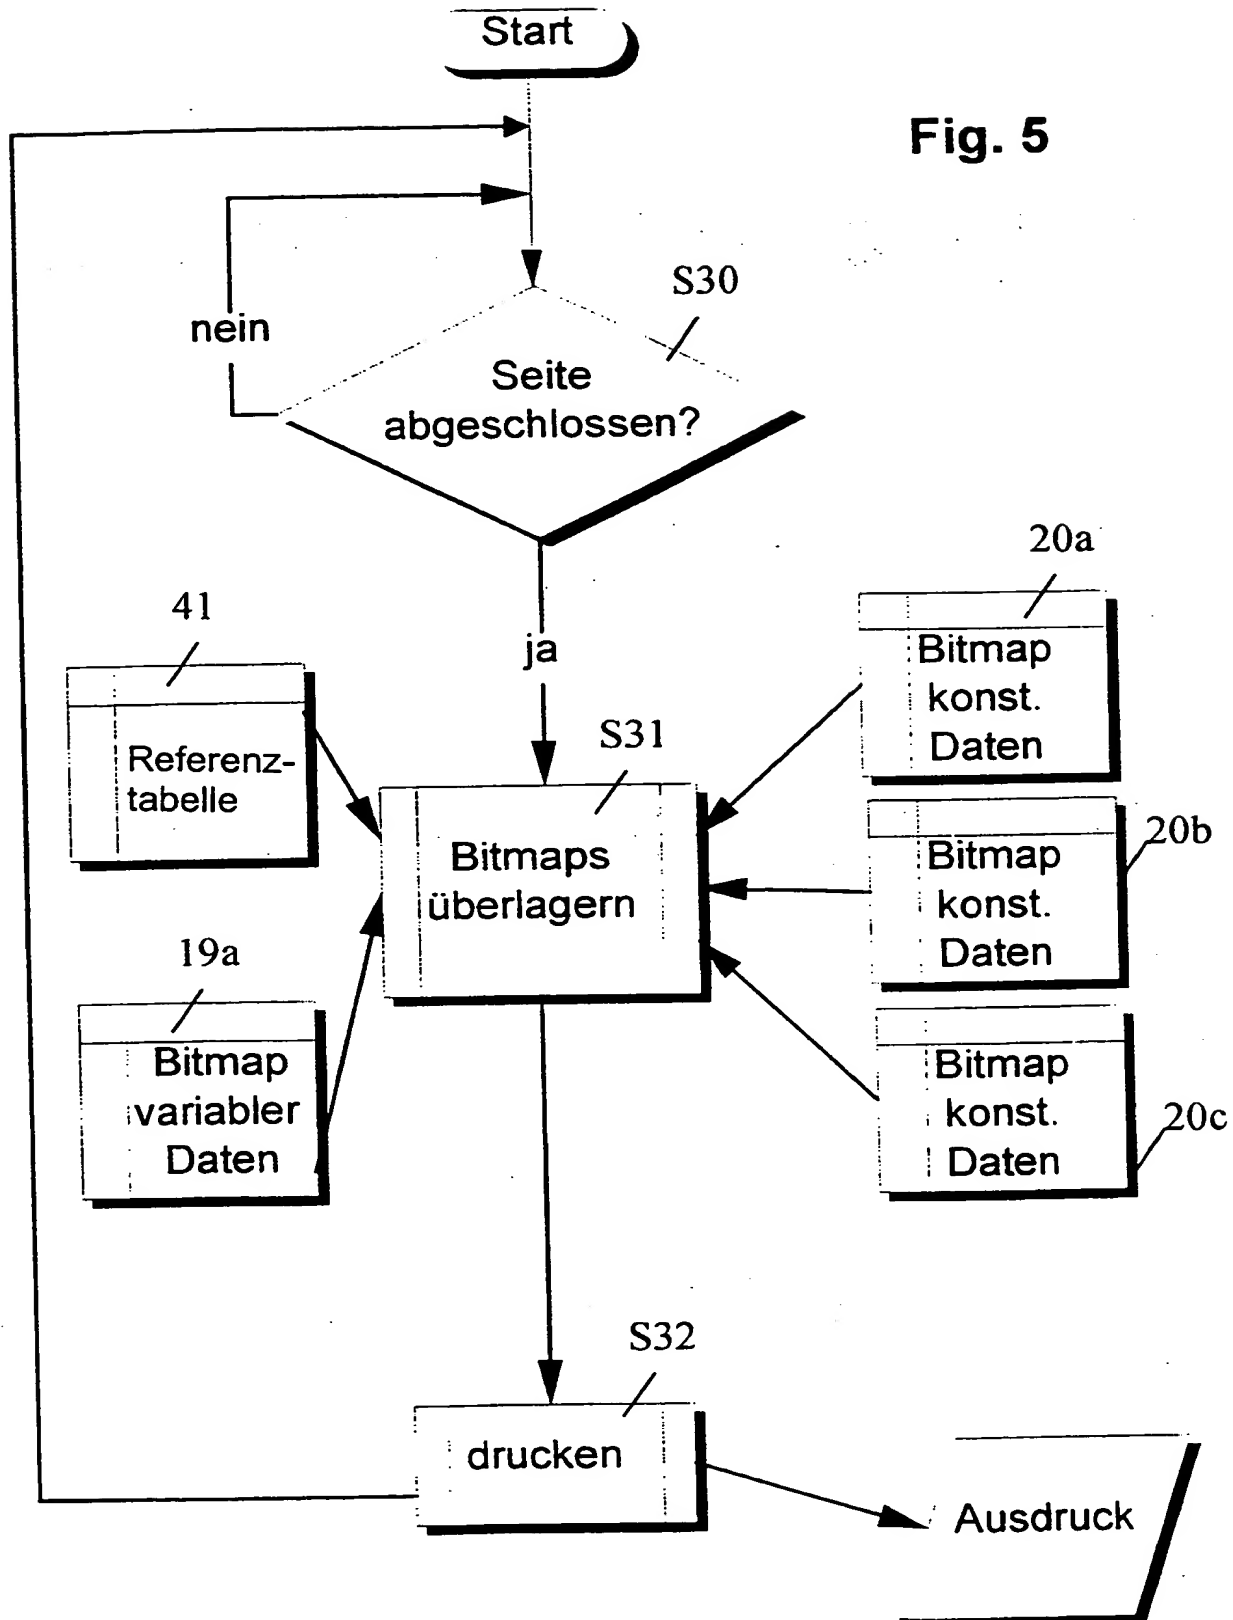 Start
Fig. 5
S30
nein
Seite
abgeschlossen?
20a
41
ja
Bitmap
konst.
Daten
S31
Referenz-
tabelle
Bitmaps
überlagern
20b
Bitmap
konst.
Daten
19a
Bitmap
variabler
Daten
Bitmap
konst.
Daten
20c
S32
drucken
Ausdruck